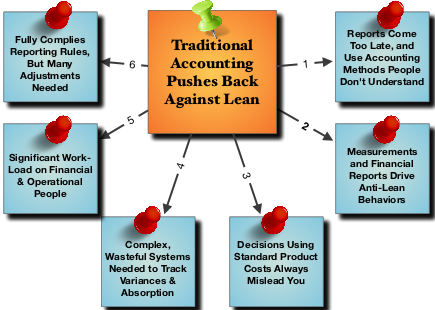 Traditional
Accounting
Pushes Back
Against Lean
1
Reports Come
Too Late, and
Use Accounting
Methods People
Don't Understand
2
Measurements
and Financial
Reports Drive
Anti-Lean
Behaviors
3
Decisions Using
Standard Product
Costs Always
Mislead You
4
Complex,
Wasteful Systems
Needed to Track
Variances &
Absorption
5
Significant Work-
Load on Financial
& Operational
People
6
Fully Complies
Reporting Rules,
But Many
Adjustments
Needed